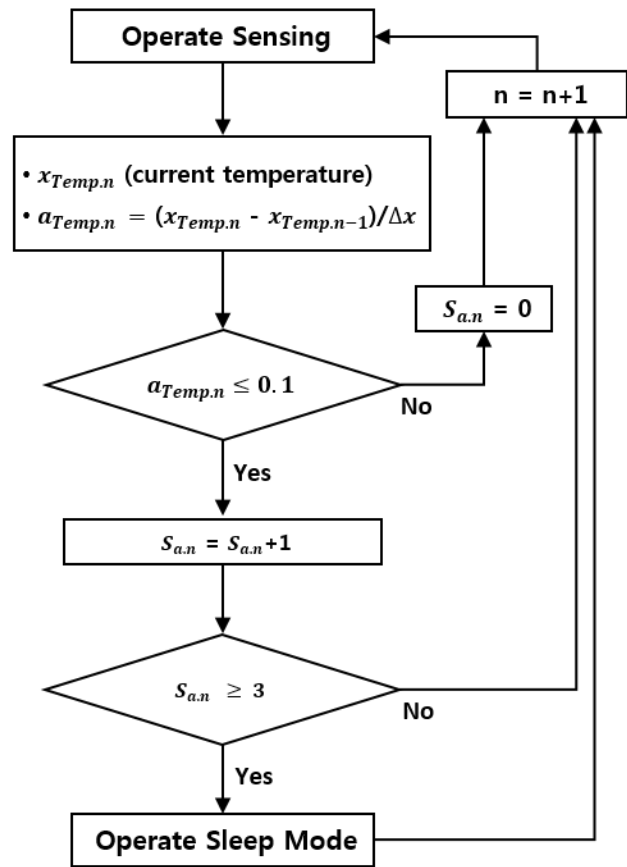 Operate Sensing
n = n+1
• x_{Temp.n} (current temperature)
• a_{Temp.n} = (x_{Temp.n} - x_{Temp.n-1})/Δx
S_{a.n} = 0
a_{Temp.n} ≤ 0.1
No
Yes
S_{a.n} = S_{a.n}+1
S_{a.n} ≥ 3
No
Yes
Operate Sleep Mode